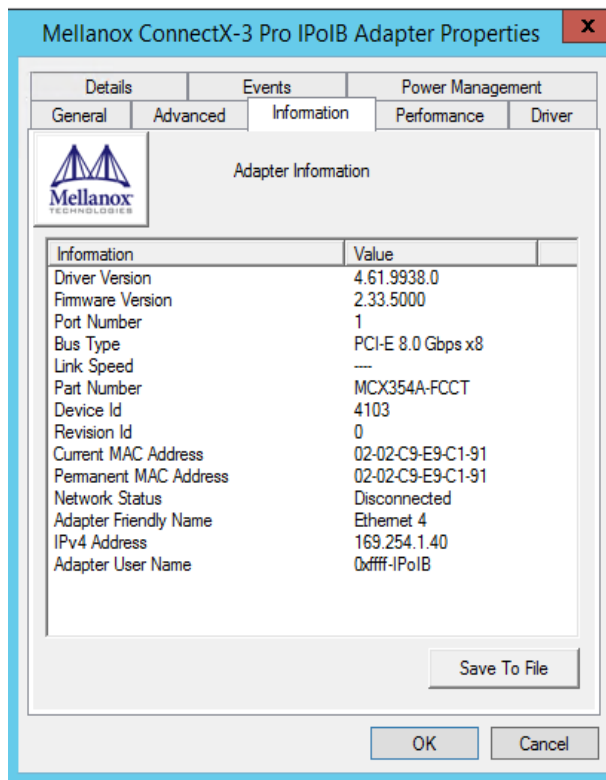 Mellanox ConnectX-3 Pro IPoIB Adapter Properties
x
Details Events Power Management
General Advanced Information Performance Driver
Mellanox
TECHNOLOGIES
Adapter Information
Information Value
Driver Version 4.61.9938.0
Firmware Version 2.33.5000
Port Number 1
Bus Type PCI-E 8.0 Gbps x8
Link Speed ----
Part Number MCX354A-FCCT
Device Id 4103
Revision Id 0
Current MAC Address 02-02-C9-E9-C1-91
Permanent MAC Address 02-02-C9-E9-C1-91
Network Status Disconnected
Adapter Friendly Name Ethernet 4
IPv4 Address 169.254.1.40
Adapter User Name 0xffff-IPoIB
Save To File
OK Cancel